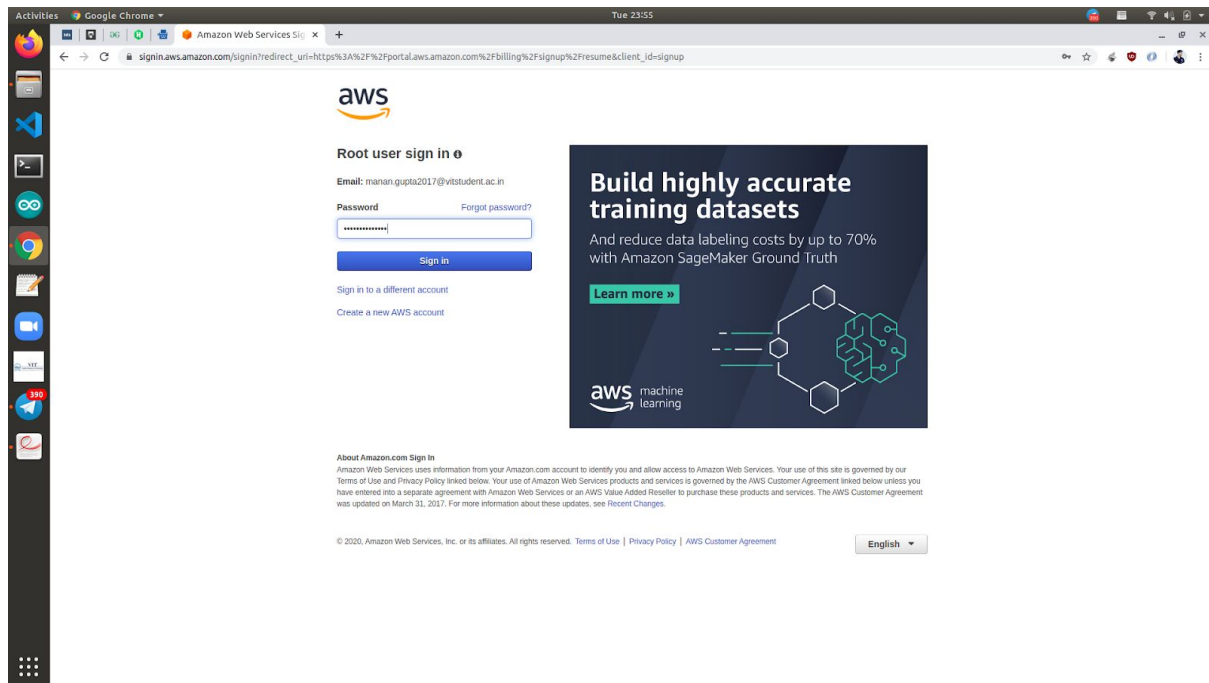 Activities Google Chrome Tue 23:55
Amazon Web Services Sig
signin.aws.amazon.com/signin?redirect_uri=https%3A%2F%2Fportal.aws.amazon.com%2Fbilling%2Fsignup%2Fresume&client_id=signup
aws
Root user sign in
Email: manan.gupta2017@vitstudent.ac.in
Password Forgot password?
Sign in
Sign in to a different account
Create a new AWS account
Build highly accurate
training datasets
And reduce data labeling costs by up to 70%
with Amazon SageMaker Ground Truth
Learn more »
aws machine
learning
VIT
390
About Amazon.com Sign In
Amazon Web Services uses information from your Amazon.com account to identify you and allow access to Amazon Web Services. Your use of this site is governed by our
Terms of Use and Privacy Policy linked below. Your use of Amazon Web Services products and services is governed by the AWS Customer Agreement linked below unless you
have entered into a separate agreement with Amazon Web Services or an AWS Value Added Reseller to purchase these products and services. The AWS Customer Agreement
was updated on March 31, 2017. For more information about these updates, see Recent Changes.
© 2020, Amazon Web Services, Inc. or its affiliates. All rights reserved. Terms of Use | Privacy Policy | AWS Customer Agreement
English